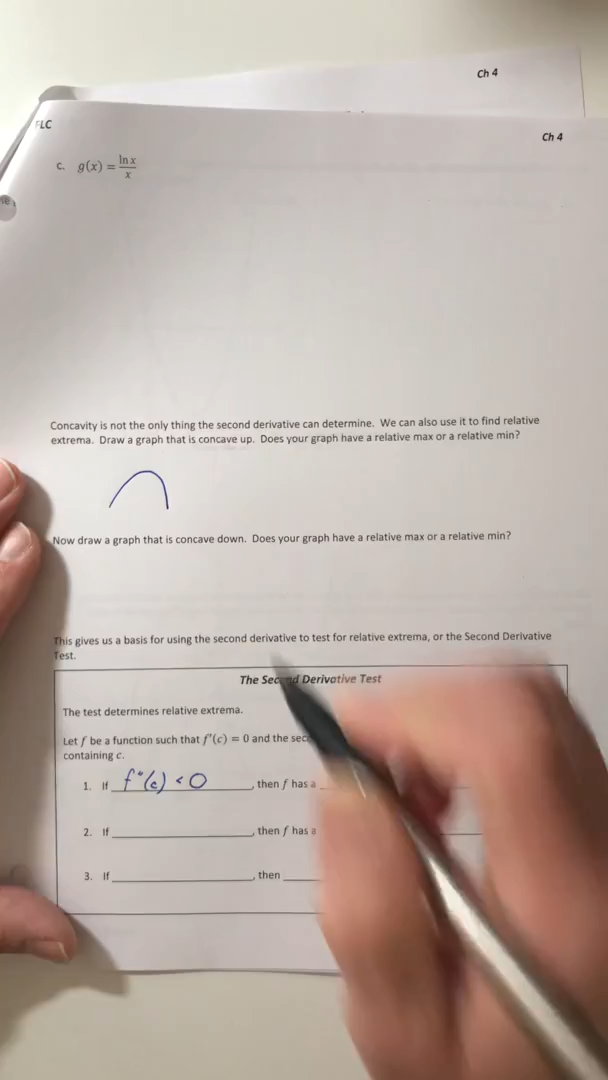 Ch 4
FLC
Ch 4
c. g(x) = ln x / x
Concavity is not the only thing the second derivative can determine. We can also use it to find relative
extrema. Draw a graph that is concave up. Does your graph have a relative max or a relative min?
Now draw a graph that is concave down. Does your graph have a relative max or a relative min?
This gives us a basis for using the second derivative to test for relative extrema, or the Second Derivative
Test.
The Second Derivative Test
The test determines relative extrema.
Let f be a function such that f'(c) = 0 and the
containing c.
1. If f"(c) < 0, then f has a
2. If ____________, then f has a
3. If ____________, then